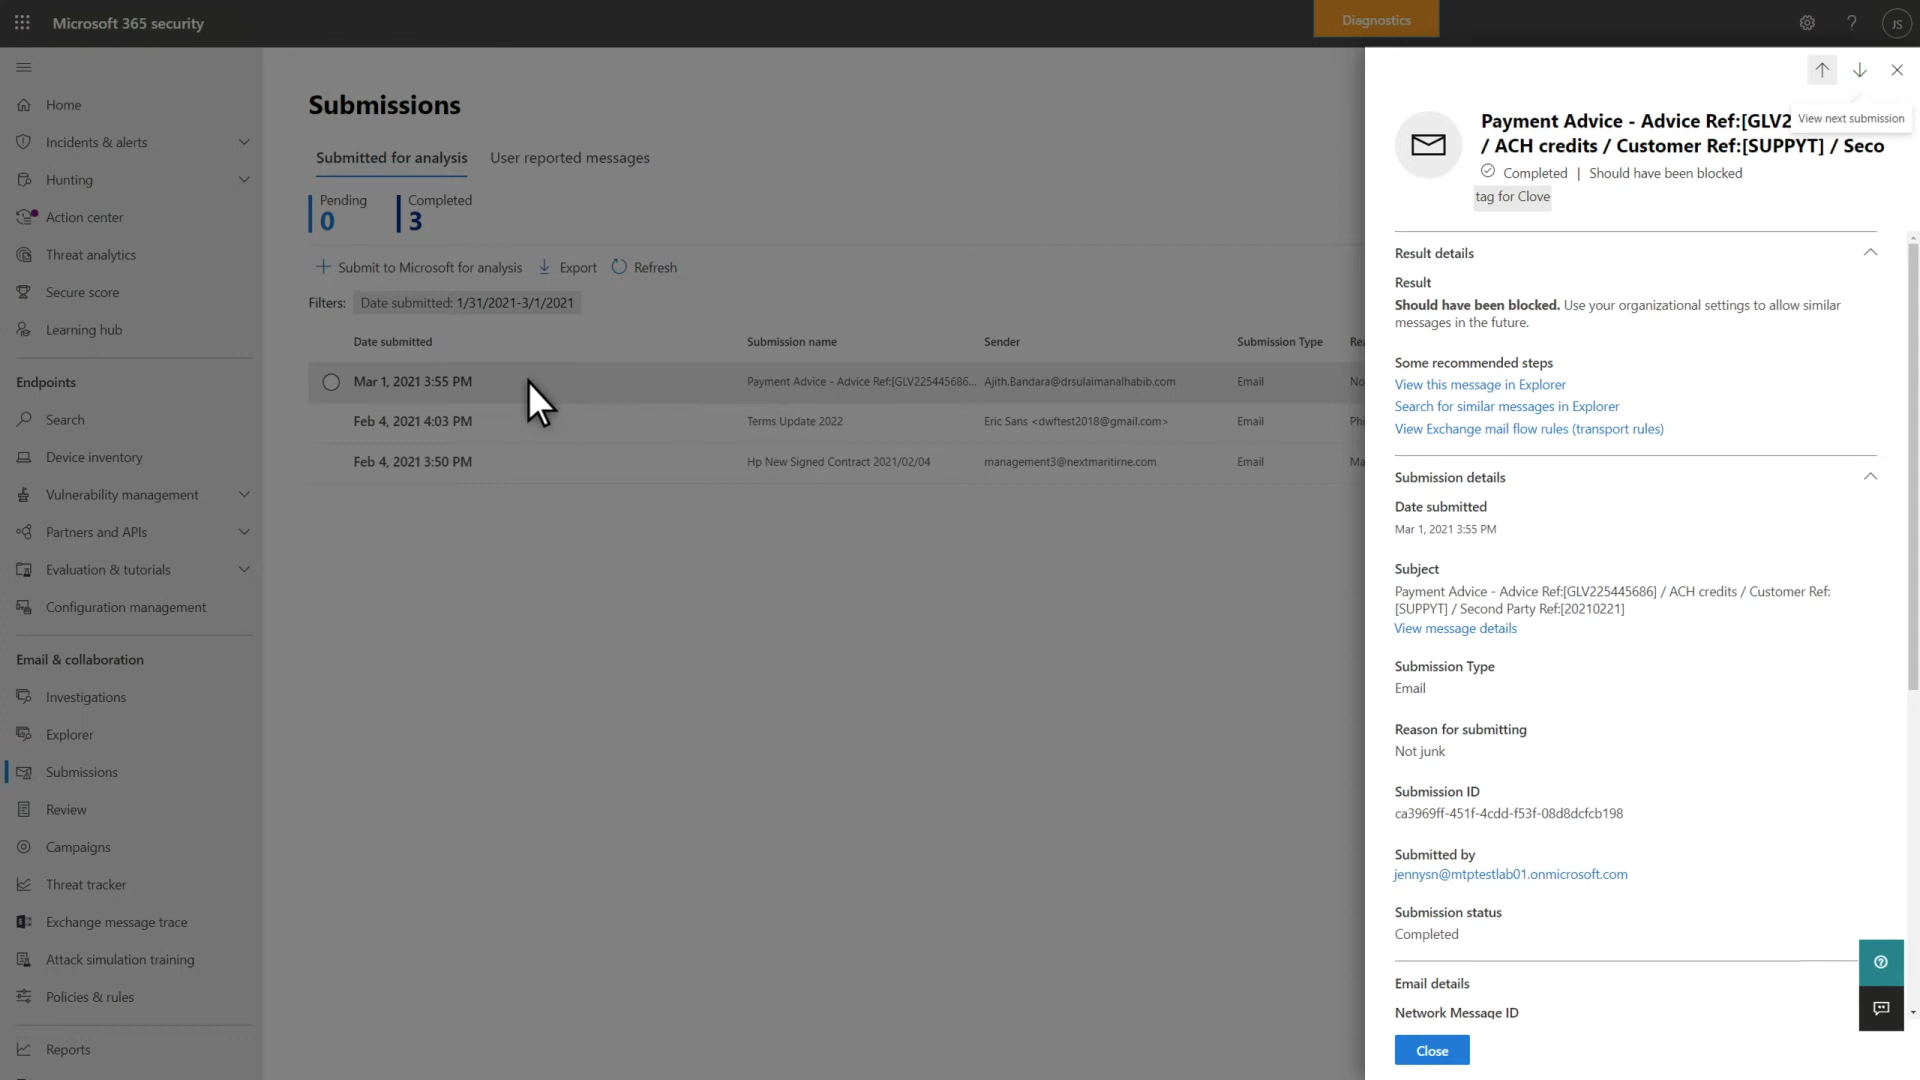 Microsoft 365 security
Diagnostics
JS
Home
Incidents & alerts
Hunting
Action center
Threat analytics
Secure score
Learning hub
Endpoints
Search
Device inventory
Vulnerability management
Partners and APIs
Evaluation & tutorials
Configuration management
Email & collaboration
Investigations
Explorer
Submissions
Review
Campaigns
Threat tracker
Exchange message trace
Attack simulation training
Policies & rules
Reports
Submissions
Submitted for analysis User reported messages
Pending Completed
0 3
Submit to Microsoft for analysis Export Refresh
Filters: Date submitted: 1/31/2021-3/1/2021
Date submitted Submission name Sender Submission Type Rea
Mar 1, 2021 3:55 PM Payment Advice - Advice Ref:[GLV225445686... Ajith.Bandara@drsulaimanalhabib.com Email No
Feb 4, 2021 4:03 PM Terms Update 2022 Eric Sans <dwftest2018@gmail.com> Email Phi
Feb 4, 2021 3:50 PM Hp New Signed Contract 2021/02/04 management3@nextmaritirne.com Email Ma
View next submission
Payment Advice - Advice Ref:[GLV2
/ ACH credits / Customer Ref:[SUPPYT] / Seco
Completed | Should have been blocked
tag for Clove
Result details
Result
Should have been blocked. Use your organizational settings to allow similar
messages in the future.
Some recommended steps
View this message in Explorer
Search for similar messages in Explorer
View Exchange mail flow rules (transport rules)
Submission details
Date submitted
Mar 1, 2021 3:55 PM
Subject
Payment Advice - Advice Ref:[GLV225445686] / ACH credits / Customer Ref:
[SUPPYT] / Second Party Ref:[20210221]
View message details
Submission Type
Email
Reason for submitting
Not junk
Submission ID
ca3969ff-451f-4cdd-f53f-08d8dcfcb198
Submitted by
jennysn@mtptestlab01.onmicrosoft.com
Submission status
Completed
Email details
Network Message ID
Close